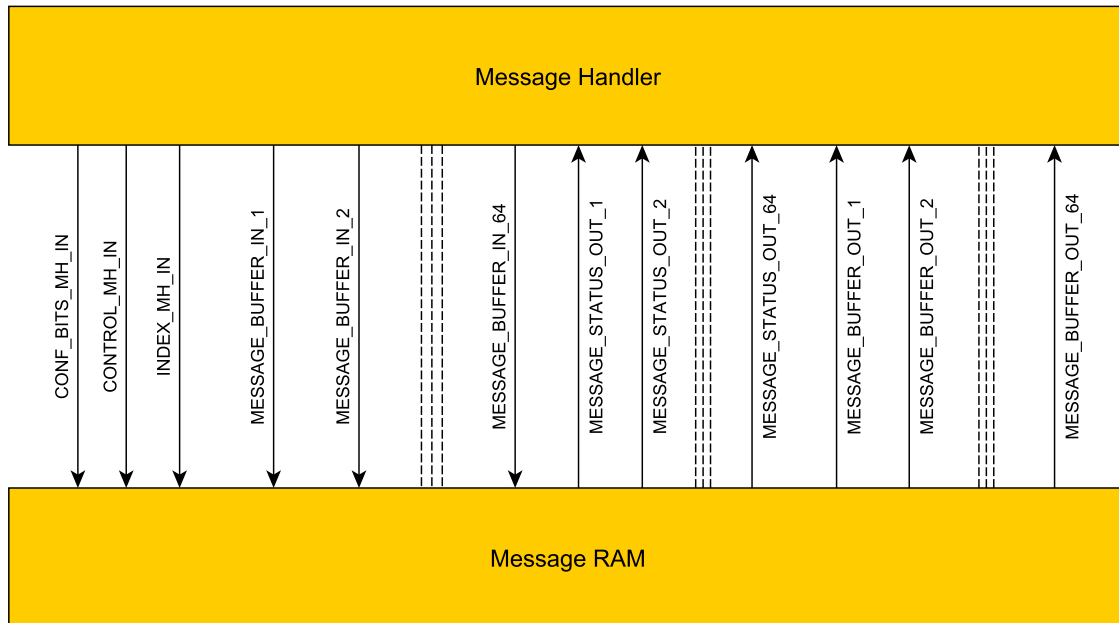 Message Handler
CONF_BITS_MH_IN
CONTROL_MH_IN
INDEX_MH_IN
MESSAGE_BUFFER_IN_1
MESSAGE_BUFFER_IN_2
MESSAGE_BUFFER_IN_64
MESSAGE_STATUS_OUT_1
MESSAGE_STATUS_OUT_2
MESSAGE_STATUS_OUT_64
MESSAGE_BUFFER_OUT_1
MESSAGE_BUFFER_OUT_2
MESSAGE_BUFFER_OUT_64
Message RAM